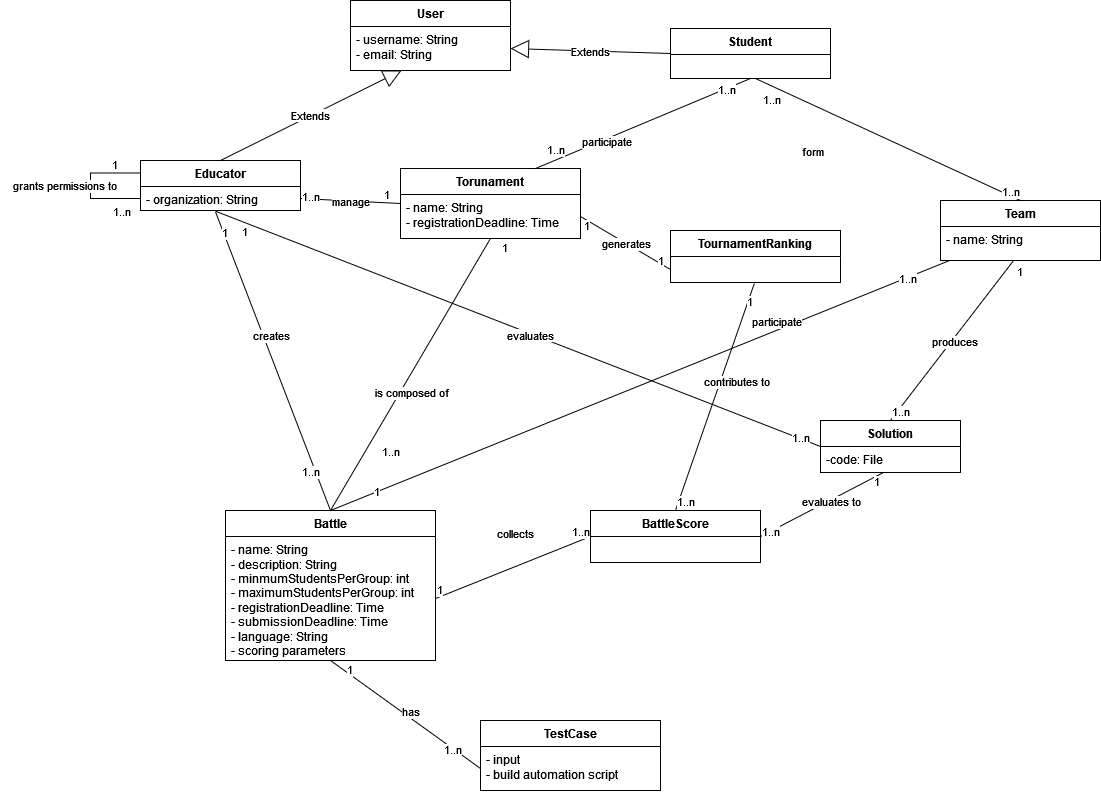 User
- username: String
- email: String
Student
Extends
1..n
1..n
Extends
participate
1..n
form
1
Educator
- organization: String
grants permissions to
1..n
1..n
manage
1
Torunament
- name: String
- registrationDeadline: Time
1..n
Team
- name: String
1
1
1
1
generates
1
TournamentRanking
1..n
1
1
participate
creates
evaluates
produces
contributes to
is composed of
1..n
1..n
1..n
Solution
-code: File
1..n
1
1..n
1
evaluates to
Battle
- name: String
- description: String
- minmumStudentsPerGroup: int
- maximumStudentsPerGroup: int
- registrationDeadline: Time
- submissionDeadline: Time
- language: String
- scoring parameters
collects
1..n
1
BattleScore
1..n
1
has
1..n
TestCase
- input
- build automation script